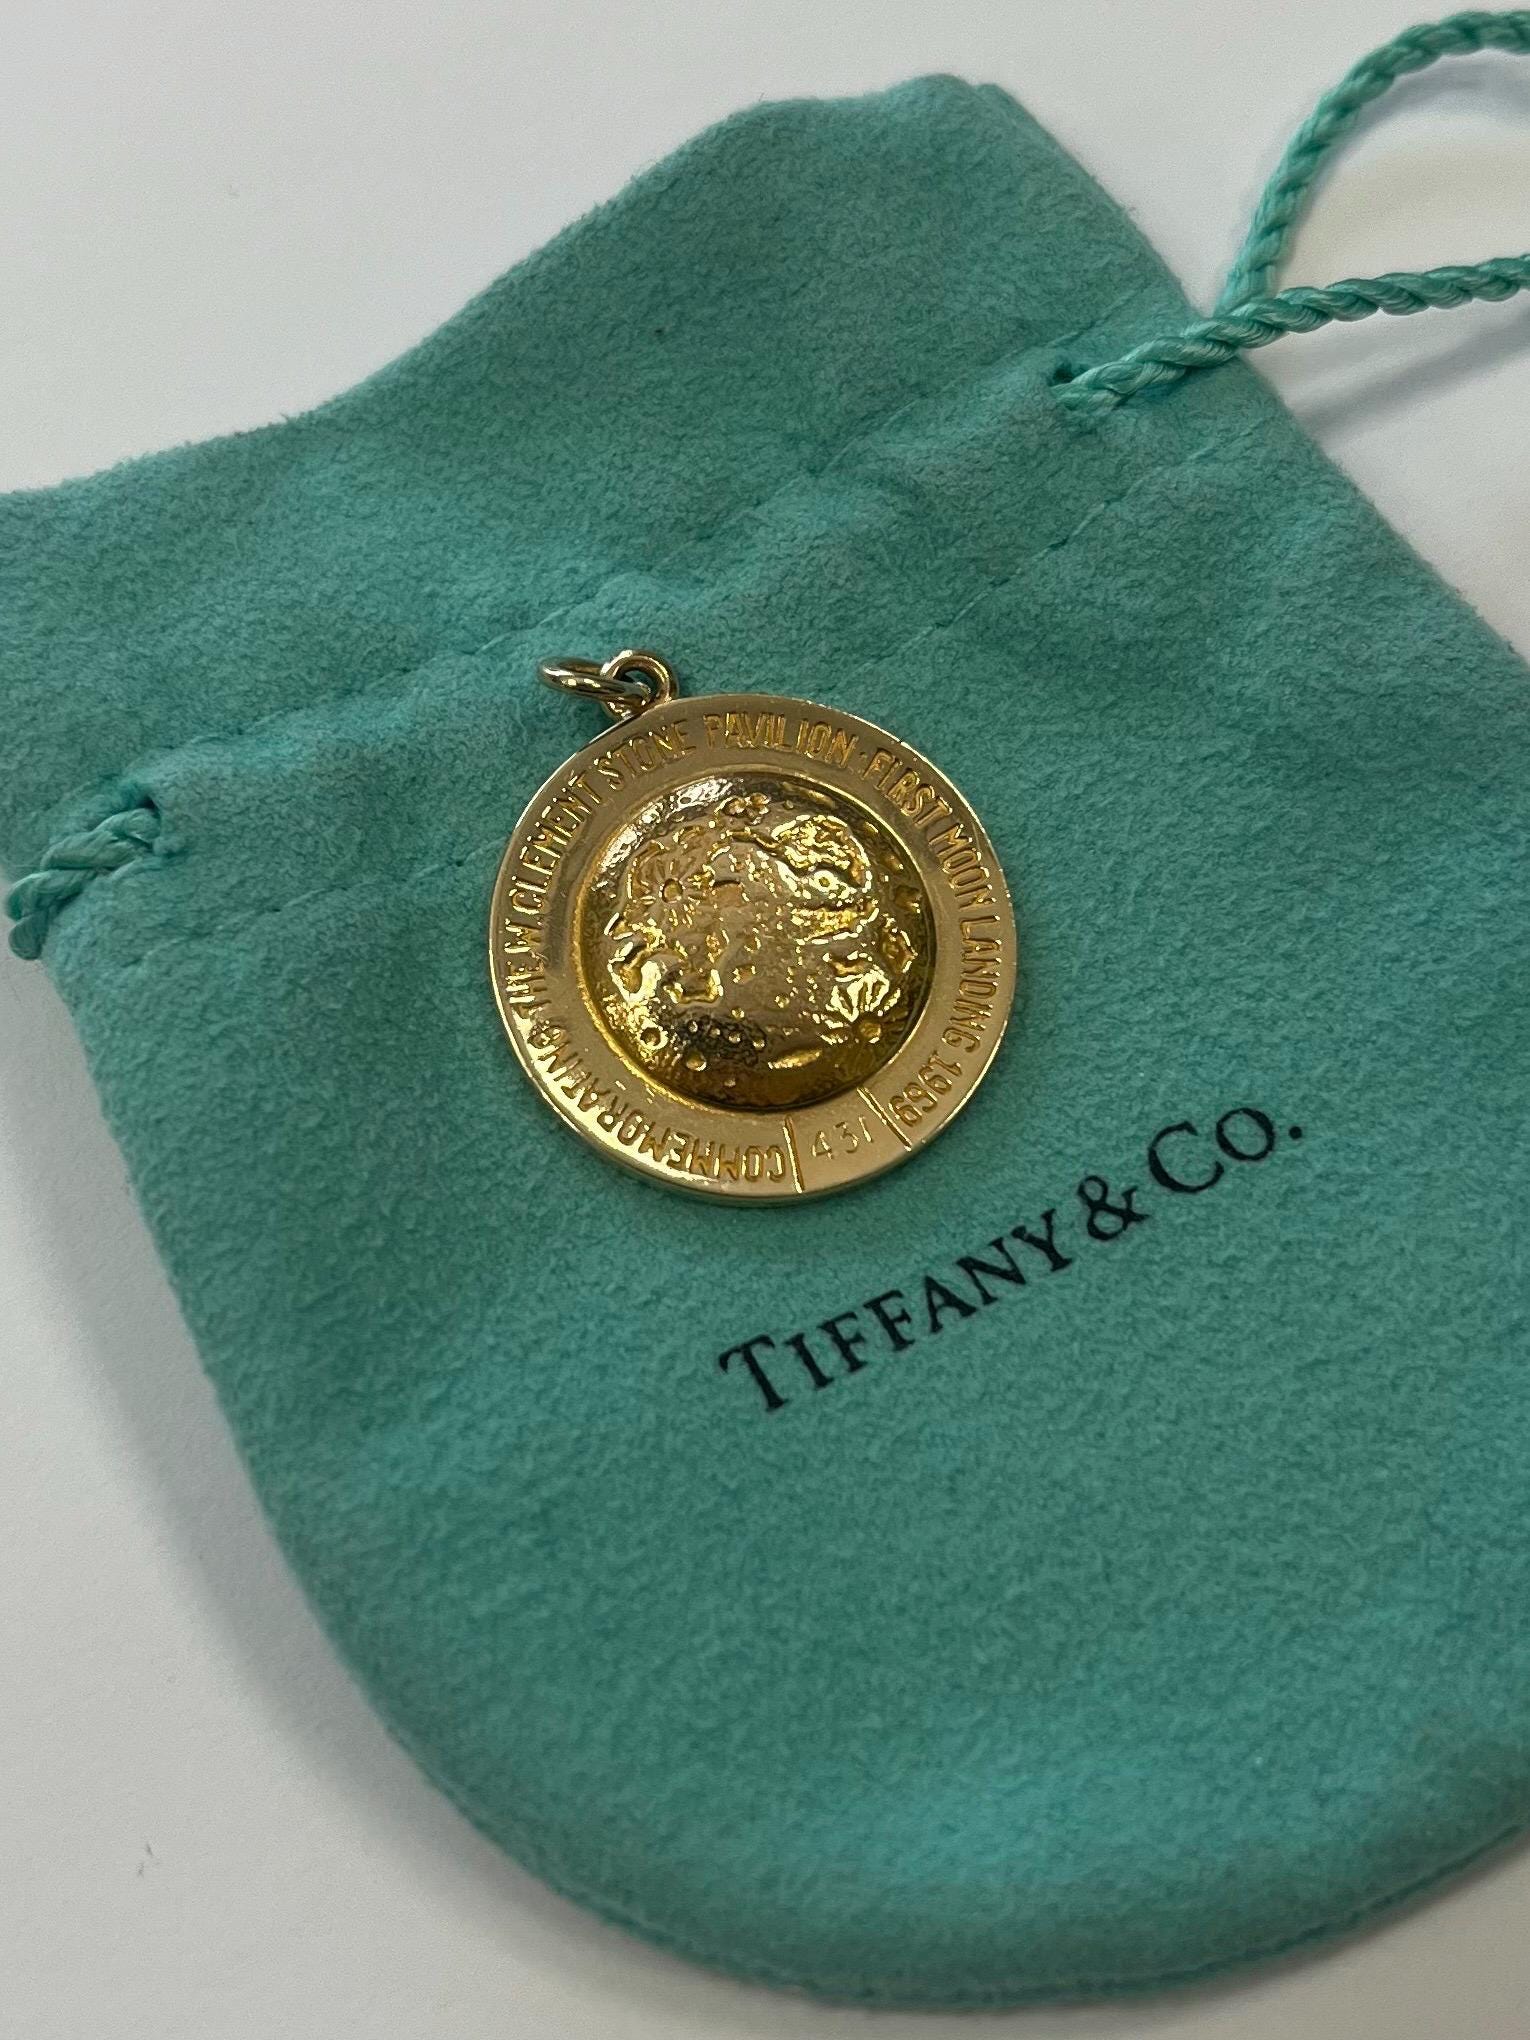 COMMEMORATING THE W. CLEMENT STONE PAVILION · FIRST MOON LANDING 1969
431
TIFFANY & CO.